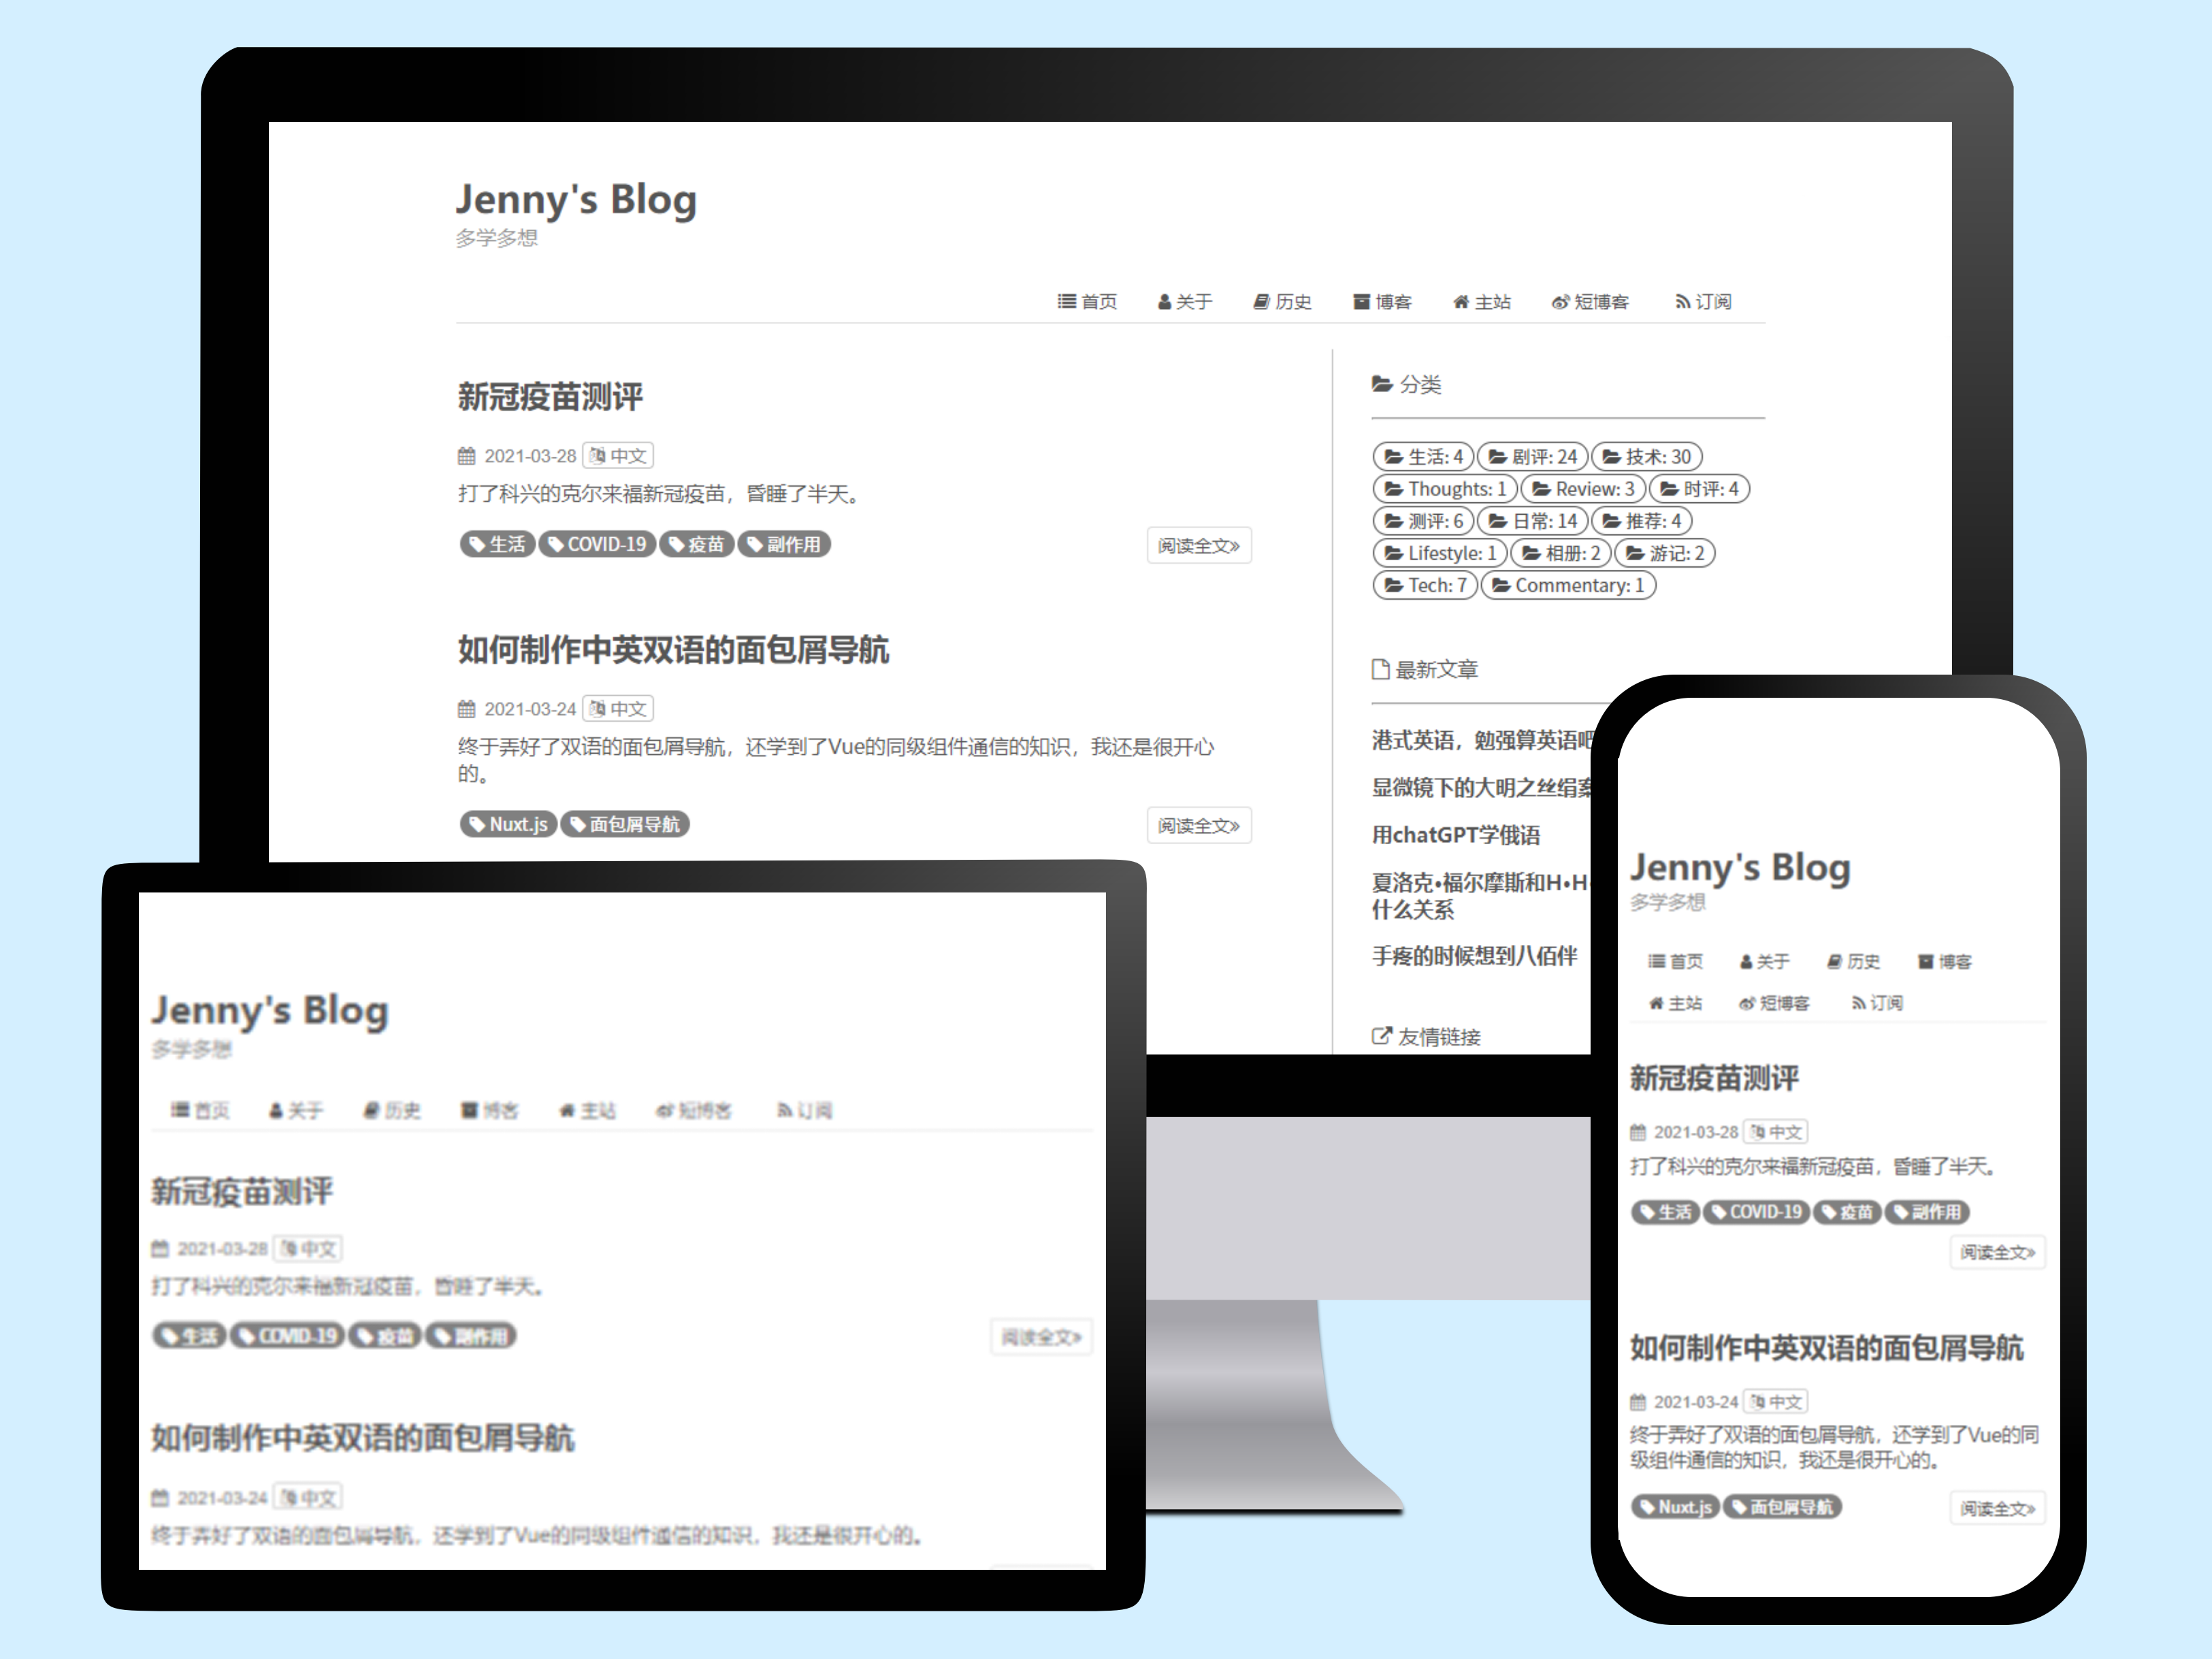 Jenny's Blog
多学多想
首页 关于 历史 博客 主站 短博客 订阅
新冠疫苗测评
2021-03-28 中文
打了科兴的克尔来福新冠疫苗，昏睡了半天。
生活 COVID-19 疫苗 副作用
阅读全文»
如何制作中英双语的面包屑导航
2021-03-24 中文
终于弄好了双语的面包屑导航，还学到了Vue的同级组件通信的知识，我还是很开心
的。
Nuxt.js 面包屑导航
阅读全文»
分类
生活: 4 剧评: 24 技术: 30
Thoughts: 1 Review: 3 时评: 4
测评: 6 日常: 14 推荐: 4
Lifestyle: 1 相册: 2 游记: 2
Tech: 7 Commentary: 1
最新文章
港式英语，勉强算英语吧
显微镜下的大明之丝绢案
用chatGPT学俄语
夏洛克•福尔摩斯和H•H
什么关系
手疼的时候想到八佰伴
友情链接
Jenny's Blog
多学多想
首页 关于 历史 博客 主站 短博客 订阅
新冠疫苗测评
2021-03-28 中文
打了科兴的克尔来福新冠疫苗，昏睡了半天。
生活 COVID-19 疫苗 副作用
阅读全文»
如何制作中英双语的面包屑导航
2021-03-24 中文
终于弄好了双语的面包屑导航，还学到了Vue的同级组件通信的知识，我还是很开心的。
Jenny's Blog
多学多想
首页 关于 历史 博客
主站 短博客 订阅
新冠疫苗测评
2021-03-28 中文
打了科兴的克尔来福新冠疫苗，昏睡了半天。
生活 COVID-19 疫苗 副作用
阅读全文»
如何制作中英双语的面包屑导航
2021-03-24 中文
终于弄好了双语的面包屑导航，还学到了Vue的同
级组件通信的知识，我还是很开心的。
Nuxt.js 面包屑导航
阅读全文»